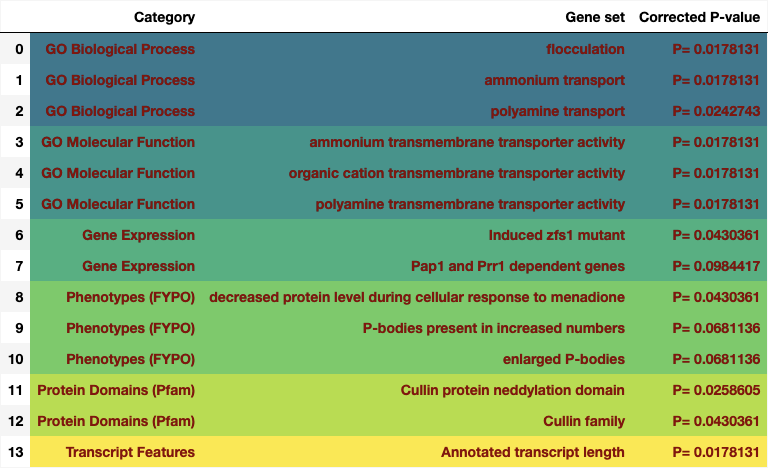 Category Gene set Corrected P-value
0 GO Biological Process flocculation P= 0.0178131
1 GO Biological Process ammonium transport P= 0.0178131
2 GO Biological Process polyamine transport P= 0.0242743
3 GO Molecular Function ammonium transmembrane transporter activity P= 0.0178131
4 GO Molecular Function organic cation transmembrane transporter activity P= 0.0178131
5 GO Molecular Function polyamine transmembrane transporter activity P= 0.0178131
6 Gene Expression Induced zfs1 mutant P= 0.0430361
7 Gene Expression Pap1 and Prr1 dependent genes P= 0.0984417
8 Phenotypes (FYPO) decreased protein level during cellular response to menadione P= 0.0430361
9 Phenotypes (FYPO) P-bodies present in increased numbers P= 0.0681136
10 Phenotypes (FYPO) enlarged P-bodies P= 0.0681136
11 Protein Domains (Pfam) Cullin protein neddylation domain P= 0.0258605
12 Protein Domains (Pfam) Cullin family P= 0.0430361
13 Transcript Features Annotated transcript length P= 0.0178131